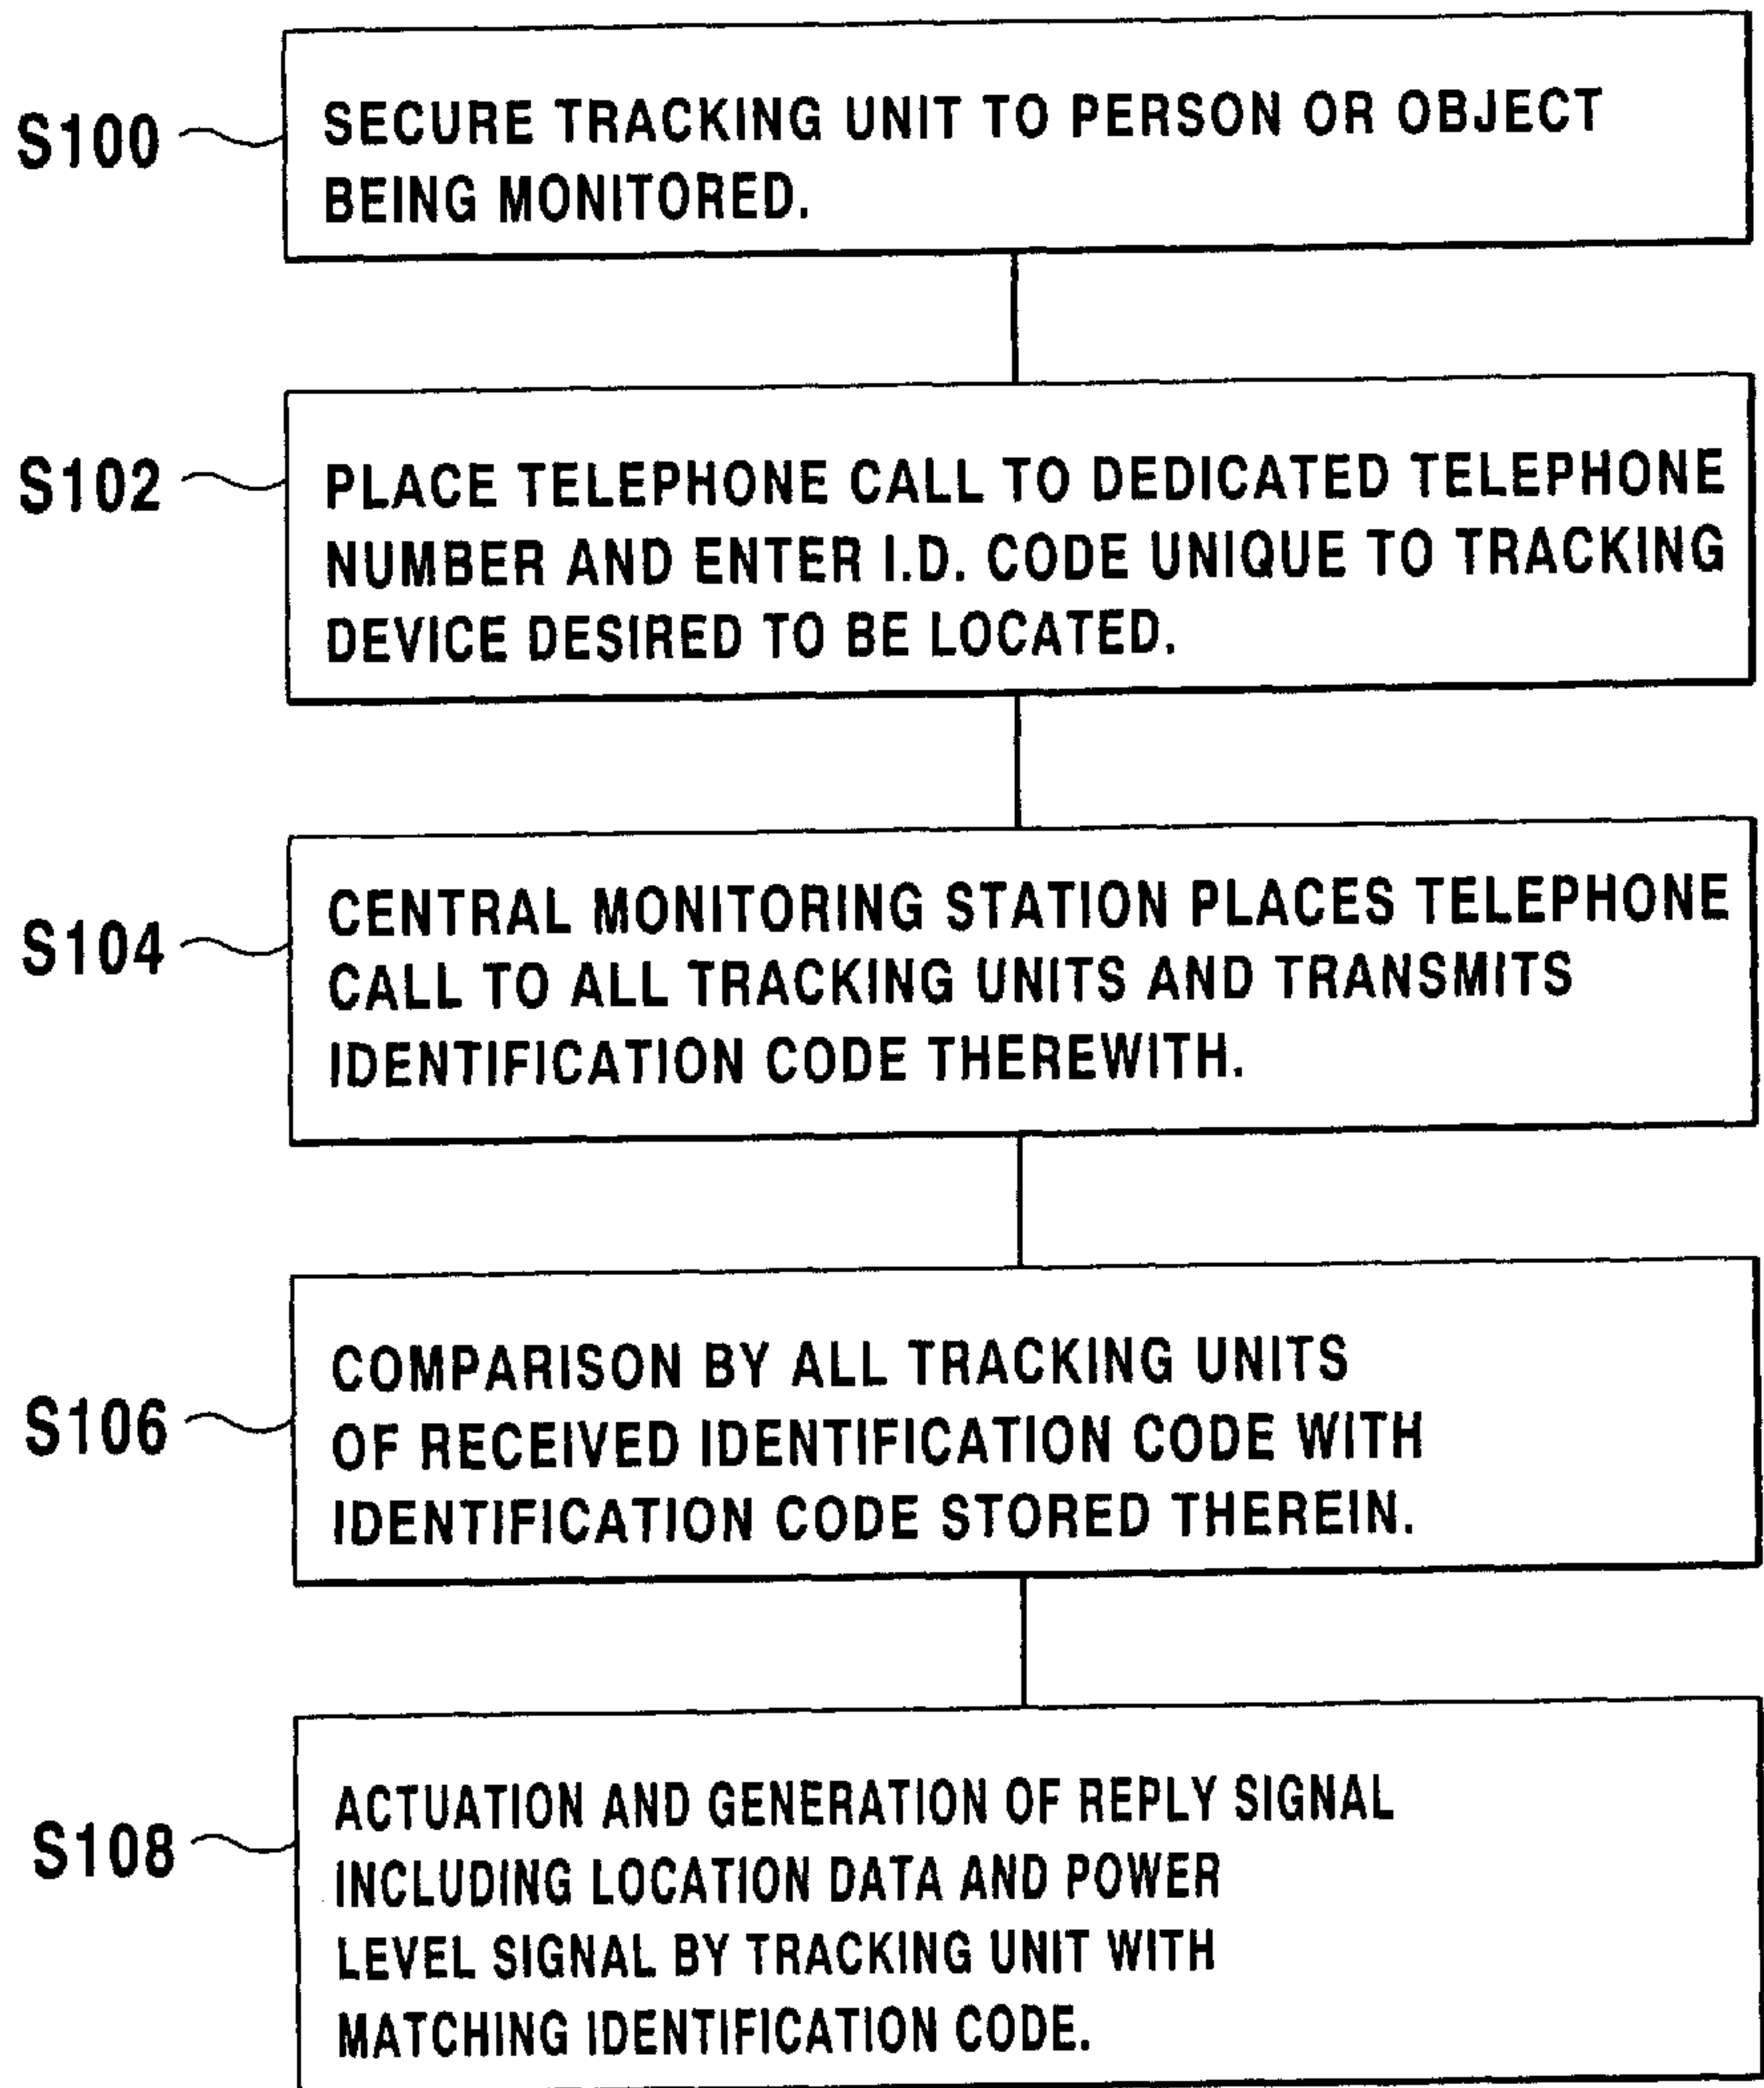 S100
SECURE TRACKING UNIT TO PERSON OR OBJECT
BEING MONITORED.
S102
PLACE TELEPHONE CALL TO DEDICATED TELEPHONE
NUMBER AND ENTER I.D. CODE UNIQUE TO TRACKING
DEVICE DESIRED TO BE LOCATED.
S104
CENTRAL MONITORING STATION PLACES TELEPHONE
CALL TO ALL TRACKING UNITS AND TRANSMITS
IDENTIFICATION CODE THEREWITH.
S106
COMPARISON BY ALL TRACKING UNITS
OF RECEIVED IDENTIFICATION CODE WITH
IDENTIFICATION CODE STORED THEREIN.
S108
ACTUATION AND GENERATION OF REPLY SIGNAL
INCLUDING LOCATION DATA AND POWER
LEVEL SIGNAL BY TRACKING UNIT WITH
MATCHING IDENTIFICATION CODE.